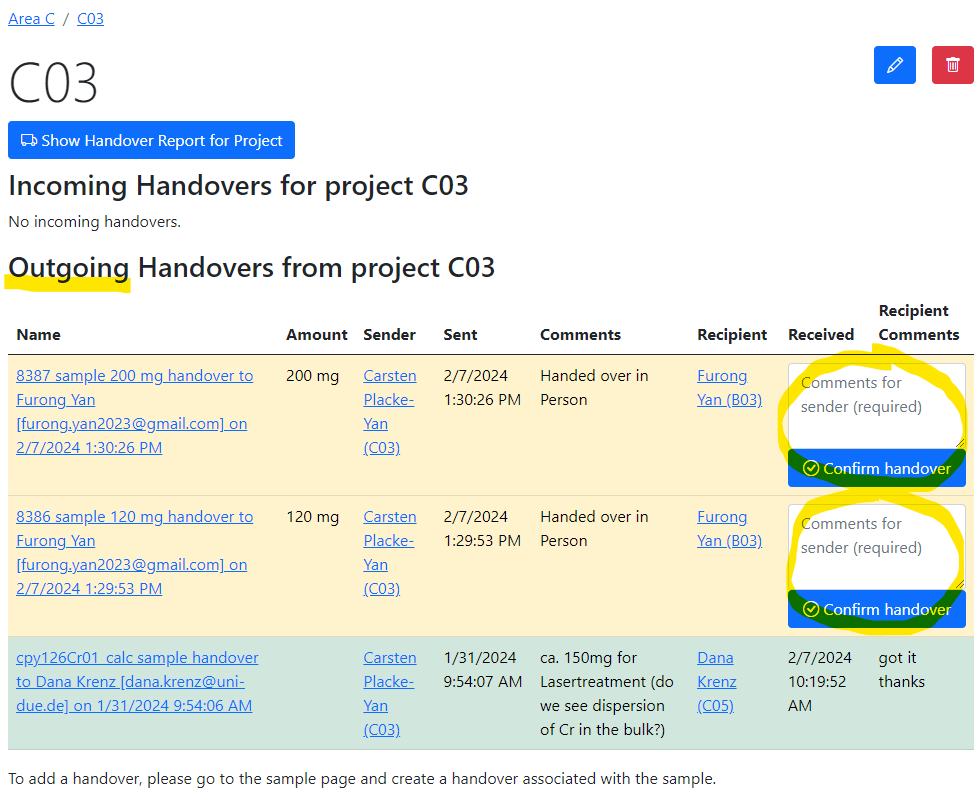 Area C / C03
C03
Show Handover Report for Project
Incoming Handovers for project C03
No incoming handovers.
Outgoing Handovers from project C03
Name Amount Sender Sent Comments Recipient Received Recipient Comments
8387 sample 200 mg handover to
Furong Yan
[furong.yan2023@gmail.com] on
2/7/2024 1:30:26 PM
200 mg
Carsten
Placke-
Yan
(C03)
2/7/2024
1:30:26 PM
Handed over in
Person
Furong
Yan (B03)
Comments for
sender (required)
Confirm handover
8386 sample 120 mg handover to
Furong Yan
[furong.yan2023@gmail.com] on
2/7/2024 1:29:53 PM
120 mg
Carsten
Placke-
Yan
(C03)
2/7/2024
1:29:53 PM
Handed over in
Person
Furong
Yan (B03)
Comments for
sender (required)
Confirm handover
cpy126Cr01_calc sample handover
to Dana Krenz [dana.krenz@uni-
due.de] on 1/31/2024 9:54:06 AM
Carsten
Placke-
Yan
(C03)
1/31/2024
9:54:07 AM
ca. 150mg for
Lasertreatment (do
we see dispersion
of Cr in the bulk?)
Dana
Krenz
(C05)
2/7/2024
10:19:52
AM
got it
thanks
To add a handover, please go to the sample page and create a handover associated with the sample.